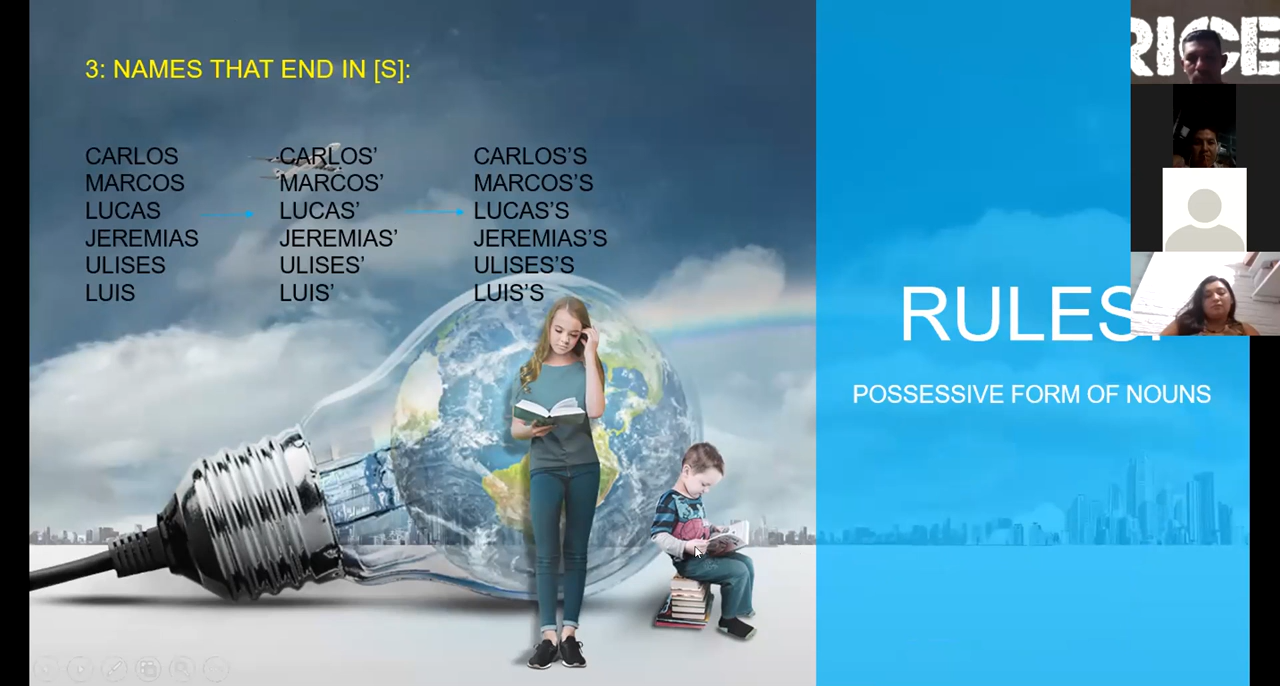 3: NAMES THAT END IN [S]:
CARLOS CARLOS’ CARLOS’S
MARCOS MARCOS’ MARCOS’S
LUCAS LUCAS’ LUCAS’S
JEREMIAS JEREMIAS’ JEREMIAS’S
ULISES ULISES’ ULISES’S
LUIS LUIS’ LUIS’S
RULES:
POSSESSIVE FORM OF NOUNS